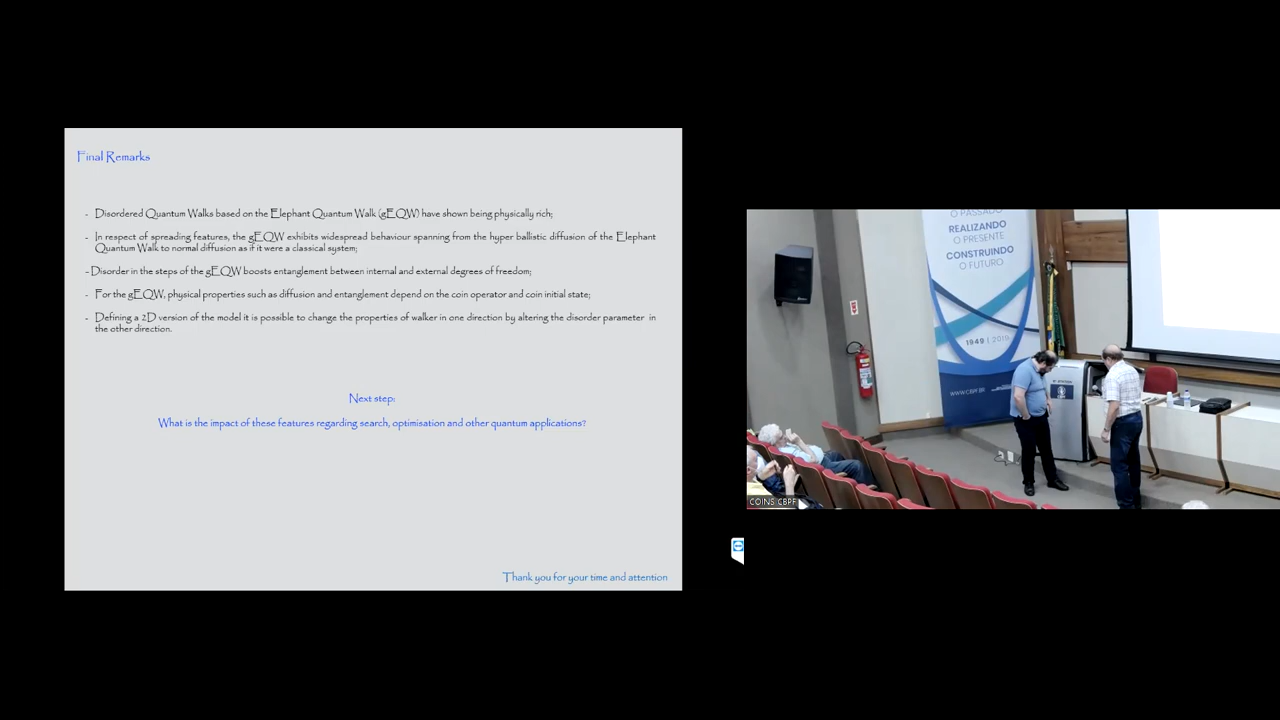 Final Remarks
- Disordered Quantum Walks based on the Elephant Quantum Walk (gEQW) have shown being physically rich;
- In respect of spreading features, the gEQW exhibits widespread behaviour spanning from the hyper ballistic diffusion of the Elephant
Quantum Walk to normal diffusion as if it were a classical system;
- Disorder in the steps of the gEQW boosts entanglement between internal and external degrees of freedom;
- For the gEQW, physical properties such as diffusion and entanglement depend on the coin operator and coin initial state;
- Defining a 2D version of the model it is possible to change the properties of walker in one direction by altering the disorder parameter in
the other direction.
Next step:
What is the impact of these features regarding search, optimisation and other quantum applications?
Thank you for your time and attention
O PASSADO
REALIZANDO
O PRESENTE
CONSTRUINDO
O FUTURO
1949 | 2019
WWW.CBPF.BR
COINS CBPF